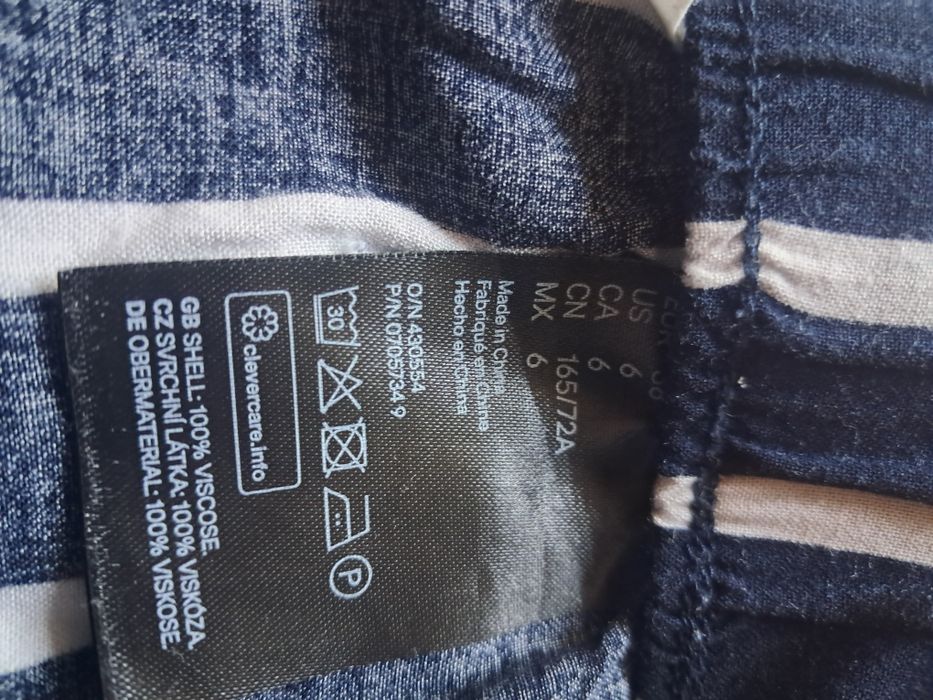 US 6
CA 6
CN 165/72A
MX 6
Made in China
Fabriqué en Chine
Hecho en China
O/N 430554
P/N 0705734 9
30
P
clevercare.info
GB SHELL: 100% VISCOSE.
CZ SVRCHNÍ LÁTKA: 100% VISKÓZA.
DE OBERMATERIAL: 100% VISKOSE.